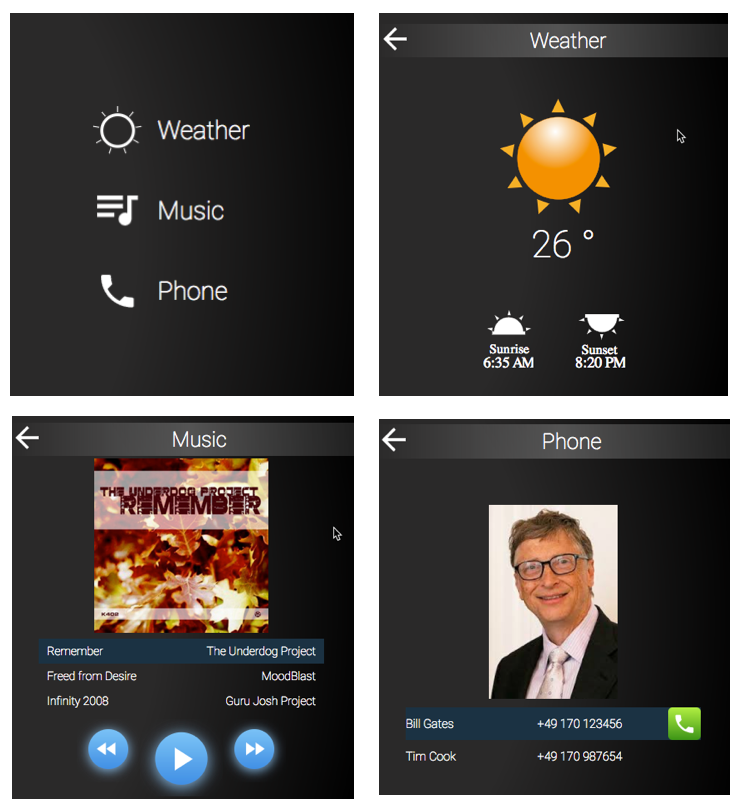 Weather
Music
Phone
Weather
26 °
Sunrise
6:35 AM
Sunset
8:20 PM
Music
THE UNDERDOG PROJECT
REMEMBER
K408
Remember The Underdog Project
Freed from Desire MoodBlast
Infinity 2008 Guru Josh Project
Phone
Bill Gates +49 170 123456
Tim Cook +49 170 987654